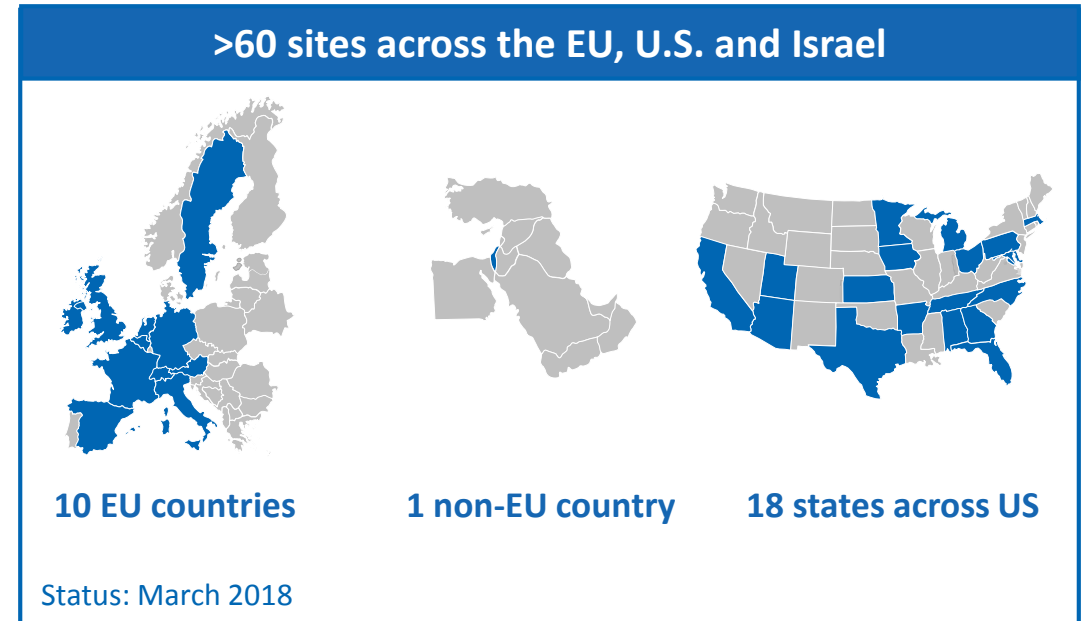 >60 sites across the EU, U.S. and Israel
10 EU countries
1 non-EU country
18 states across US
Status: March 2018